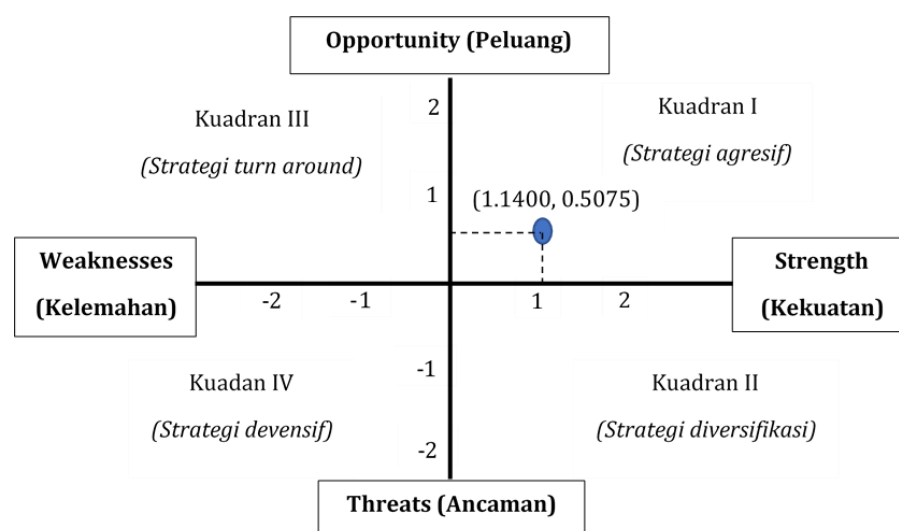 Opportunity (Peluang)
Kuadran III
(Strategi turn around)
2
Kuadran I
(Strategi agresif)
1
(1.1400, 0.5075)
Weaknesses
(Kelemahan)
Strength
(Kekuatan)
-2
-1
1
2
Kuadan IV
(Strategi devensif)
-1
Kuadran II
(Strategi diversifikasi)
-2
Threats (Ancaman)